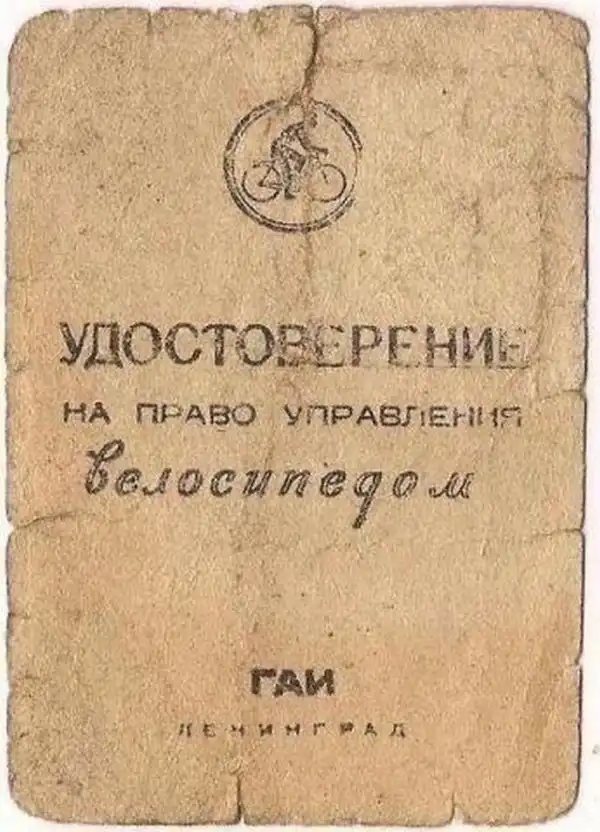 УДОСТОВЕРЕНИЕ
НА ПРАВО УПРАВЛЕНИЯ
велосипедом
ГАИ
ЛЕНИНГРАД